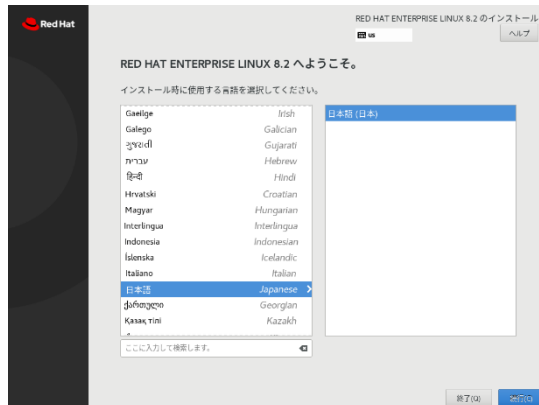 Red Hat
RED HAT ENTERPRISE LINUX 8.2 のインストール
us
ヘルプ
RED HAT ENTERPRISE LINUX 8.2 へようこそ。
インストール時に使用する言語を選択してください。
Gaeilge Irish
Galego Galician
ગુજરાતી Gujarati
עברית Hebrew
हिन्दी Hindi
Hrvatski Croatian
Magyar Hungarian
Interlingua Interlingua
Indonesia Indonesian
Íslenska Icelandic
Italiano Italian
日本語 Japanese
ქართული Georgian
Қазақ тілі Kazakh
日本語 (日本)
ここに入力して検索します。
終了(Q)
続行(C)